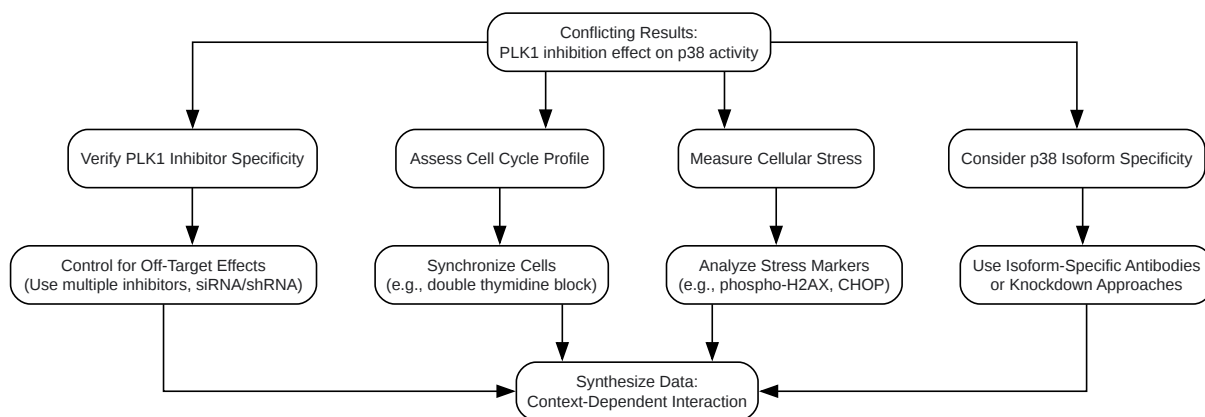 Conflicting Results:
PLK1 inhibition effect on p38 activity
Verify PLK1 Inhibitor Specificity
Assess Cell Cycle Profile
Measure Cellular Stress
Consider p38 Isoform Specificity
Control for Off-Target Effects
(Use multiple inhibitors, siRNA/shRNA)
Synchronize Cells
(e.g., double thymidine block)
Analyze Stress Markers
(e.g., phospho-H2AX, CHOP)
Use Isoform-Specific Antibodies
or Knockdown Approaches
Synthesize Data:
Context-Dependent Interaction